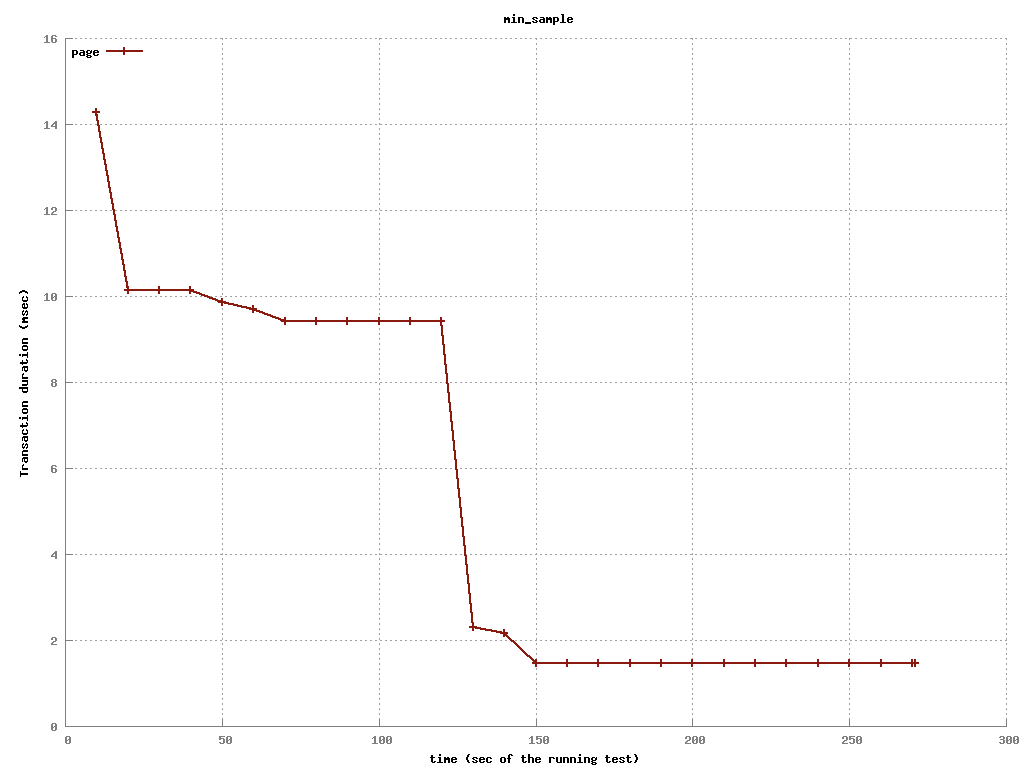 min_sample
page
16
14
12
10
8
6
4
2
0
Transaction duration (msec)
0 50 100 150 200 250 300
time (sec of the running test)